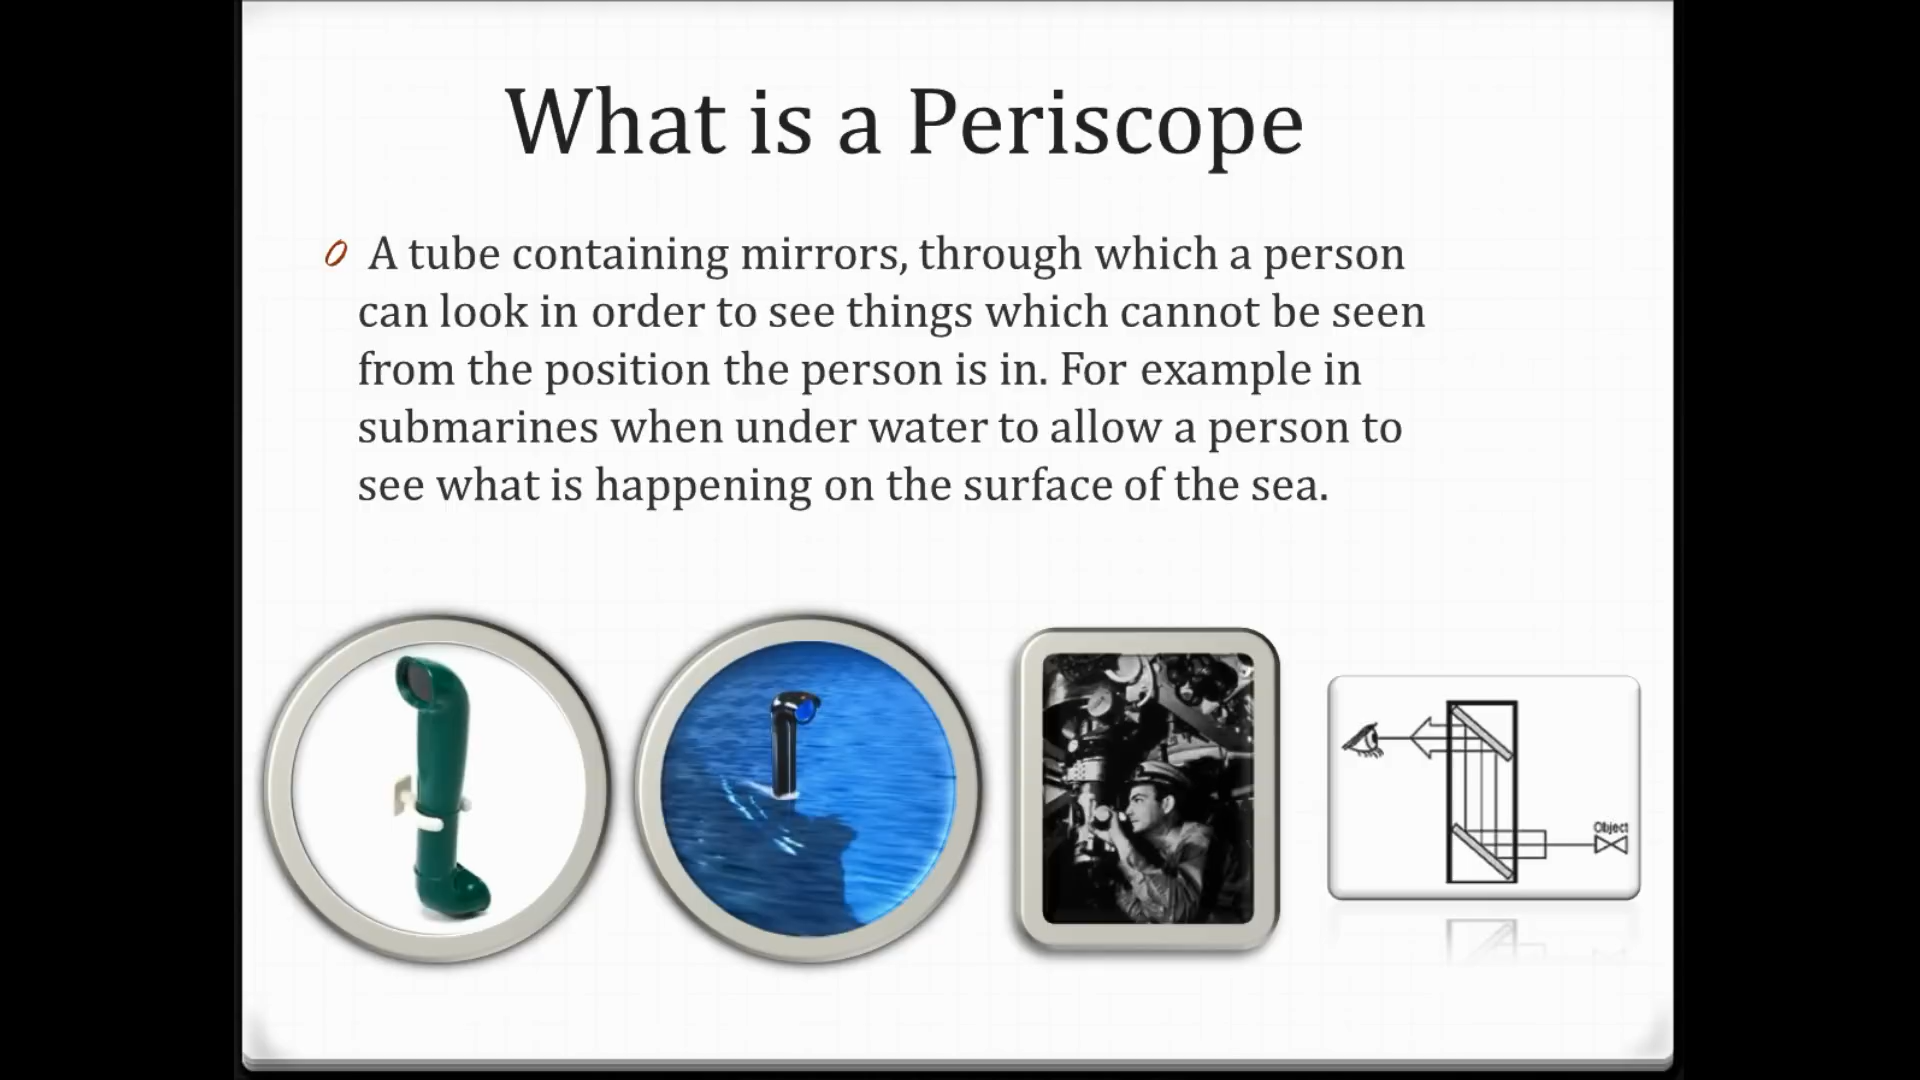 What is a Periscope
A tube containing mirrors, through which a person
can look in order to see things which cannot be seen
from the position the person is in. For example in
submarines when under water to allow a person to
see what is happening on the surface of the sea.
Object